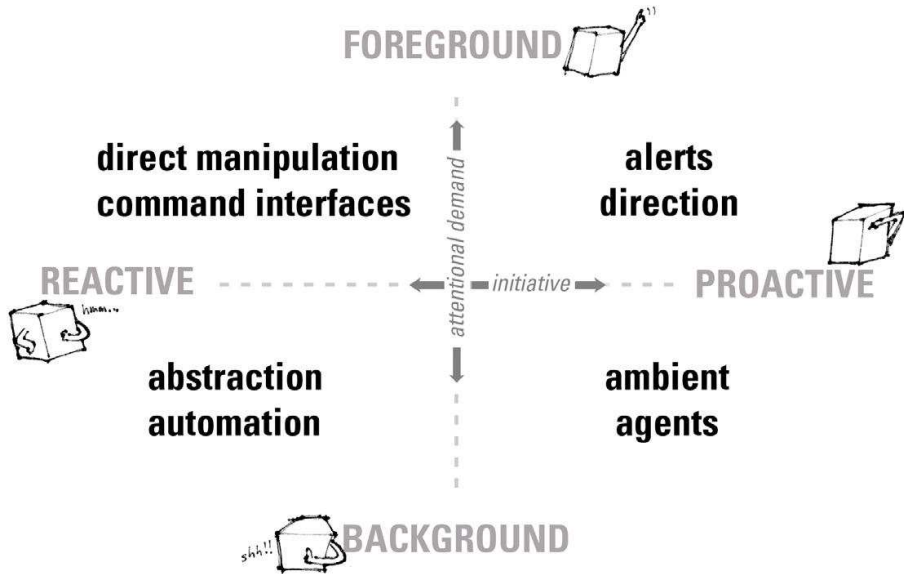 FOREGROUND
!!
direct manipulation
command interfaces
alerts
direction
attentional demand
REACTIVE
initiative
PROACTIVE
hmm...
abstraction
automation
ambient
agents
shh!!
BACKGROUND